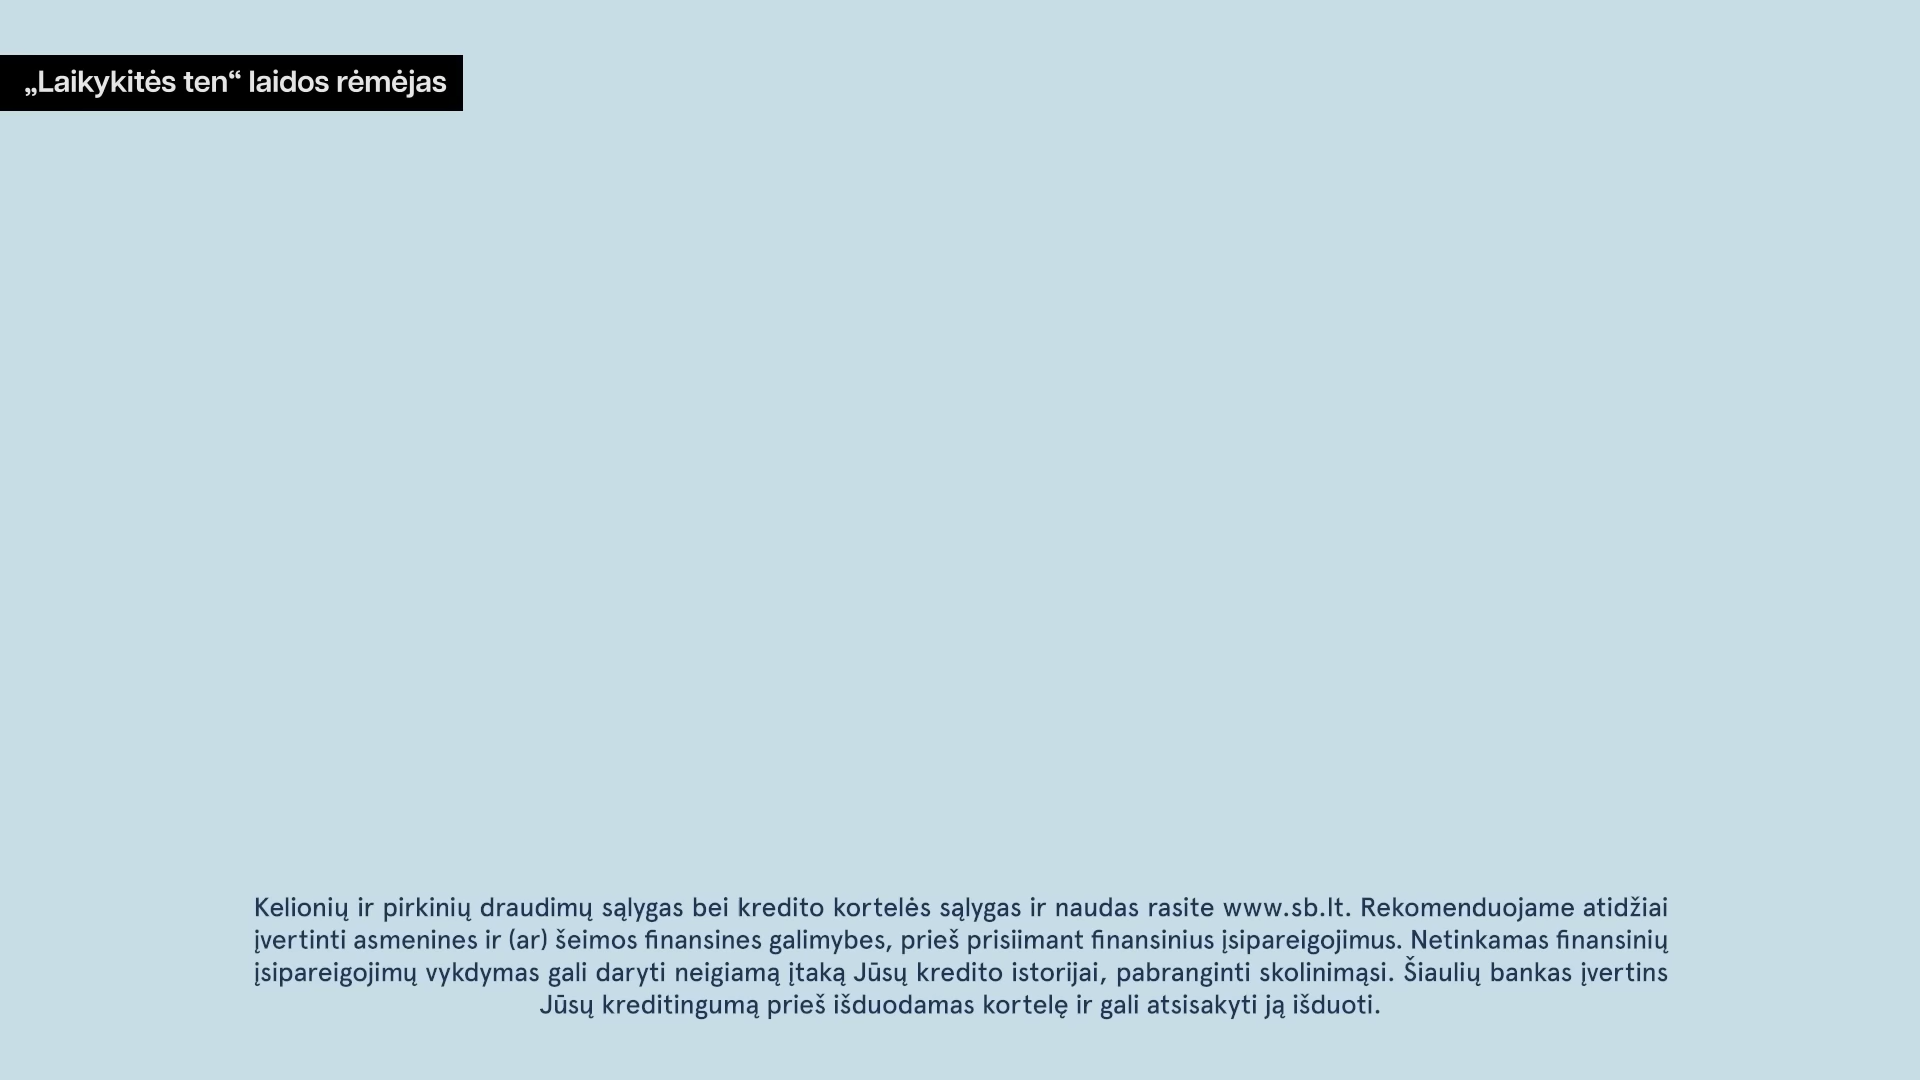 „Laikykitės ten“ laidos rėmėjas
Kelionių ir pirkinių draudimų sąlygas bei kredito kortelės sąlygas ir naudas rasite www.sb.lt. Rekomenduojame atidžiai
įvertinti asmenines ir (ar) šeimos finansines galimybes, prieš prisiimant finansinius įsipareigojimus. Netinkamas finansinių
įsipareigojimų vykdymas gali daryti neigiamą įtaką Jūsų kredito istorijai, pabranginti skolinimąsi. Šiaulių bankas įvertins
Jūsų kreditingumą prieš išduodamas kortelę ir gali atsisakyti ją išduoti.